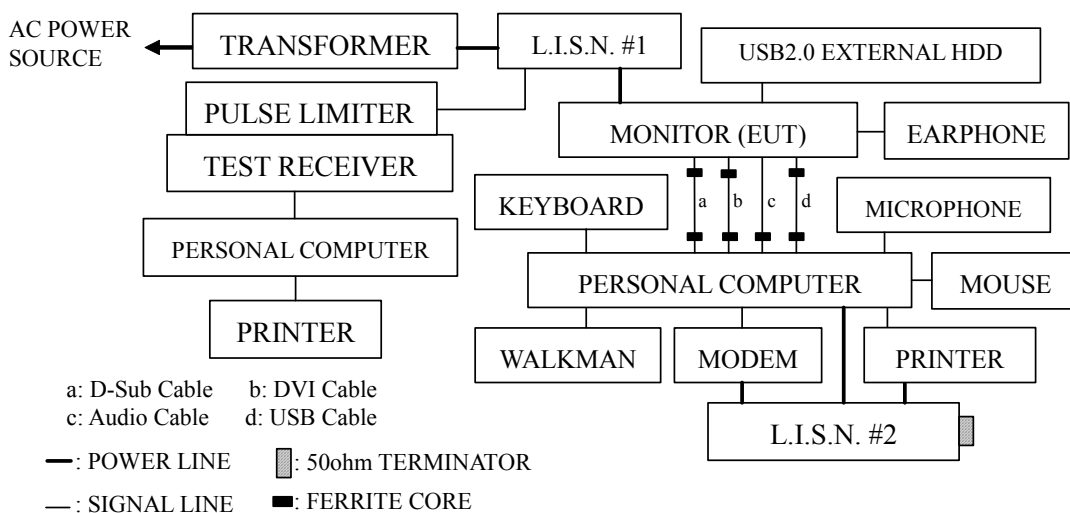 AC POWER
SOURCE
TRANSFORMER
L.I.S.N. #1
USB2.0 EXTERNAL HDD
PULSE LIMITER
MONITOR (EUT)
EARPHONE
TEST RECEIVER
KEYBOARD
a
b
c
d
MICROPHONE
PERSONAL COMPUTER
PERSONAL COMPUTER
MOUSE
PRINTER
WALKMAN
MODEM
PRINTER
a: D-Sub Cable b: DVI Cable
c: Audio Cable d: USB Cable
L.I.S.N. #2
: POWER LINE : 50ohm TERMINATOR
: SIGNAL LINE : FERRITE CORE